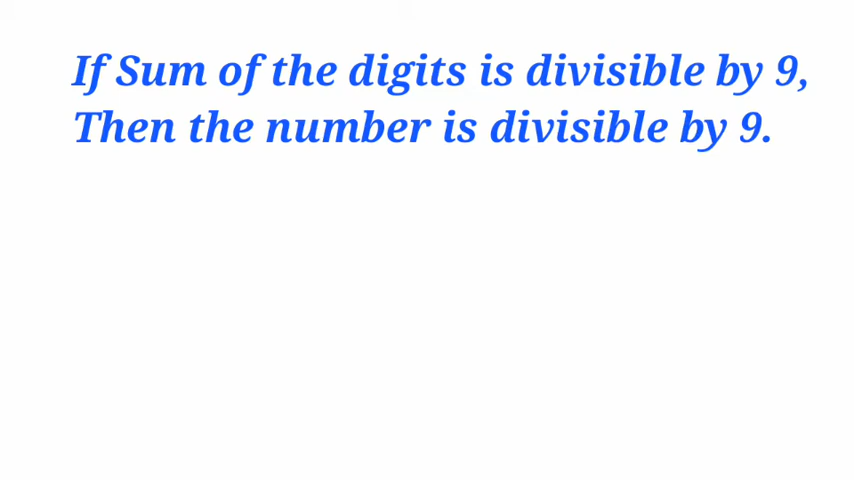 If Sum of the digits is divisible by 9,
Then the number is divisible by 9.